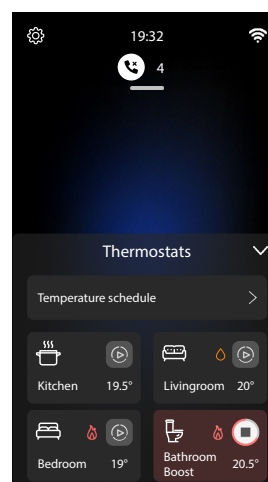 19:32
4
Thermostats
Temperature schedule
Kitchen 19.5°
Livingroom 20°
Bedroom 19°
Bathroom
Boost 20.5°